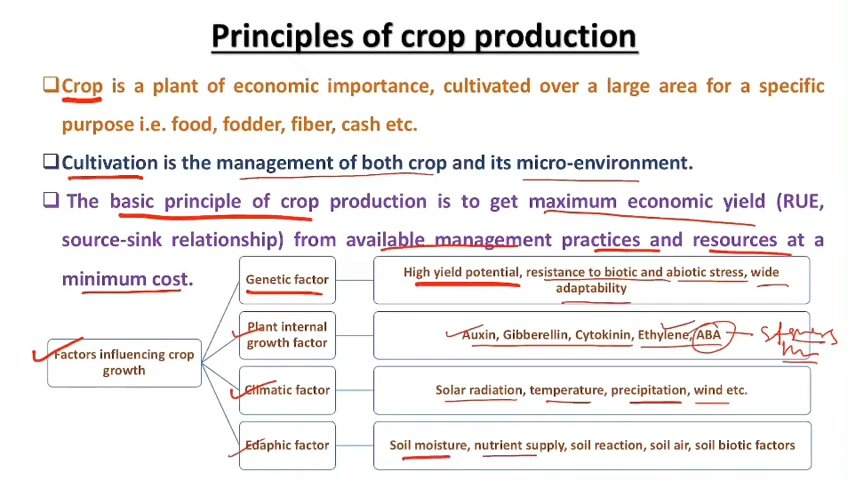 Principles of crop production
❑Crop is a plant of economic importance, cultivated over a large area for a specific
purpose i.e. food, fodder, fiber, cash etc.
❑Cultivation is the management of both crop and its micro-environment.
❑ The basic principle of crop production is to get maximum economic yield (RUE,
source-sink relationship) from available management practices and resources at a
minimum cost.
Genetic factor
High yield potential, resistance to biotic and abiotic stress, wide
adaptability
Plant internal
growth factor
Auxin, Gibberellin, Cytokinin, Ethylene, ABA
Factors influencing crop
growth
Climatic factor
Solar radiation, temperature, precipitation, wind etc.
Edaphic factor
Soil moisture, nutrient supply, soil reaction, soil air, soil biotic factors